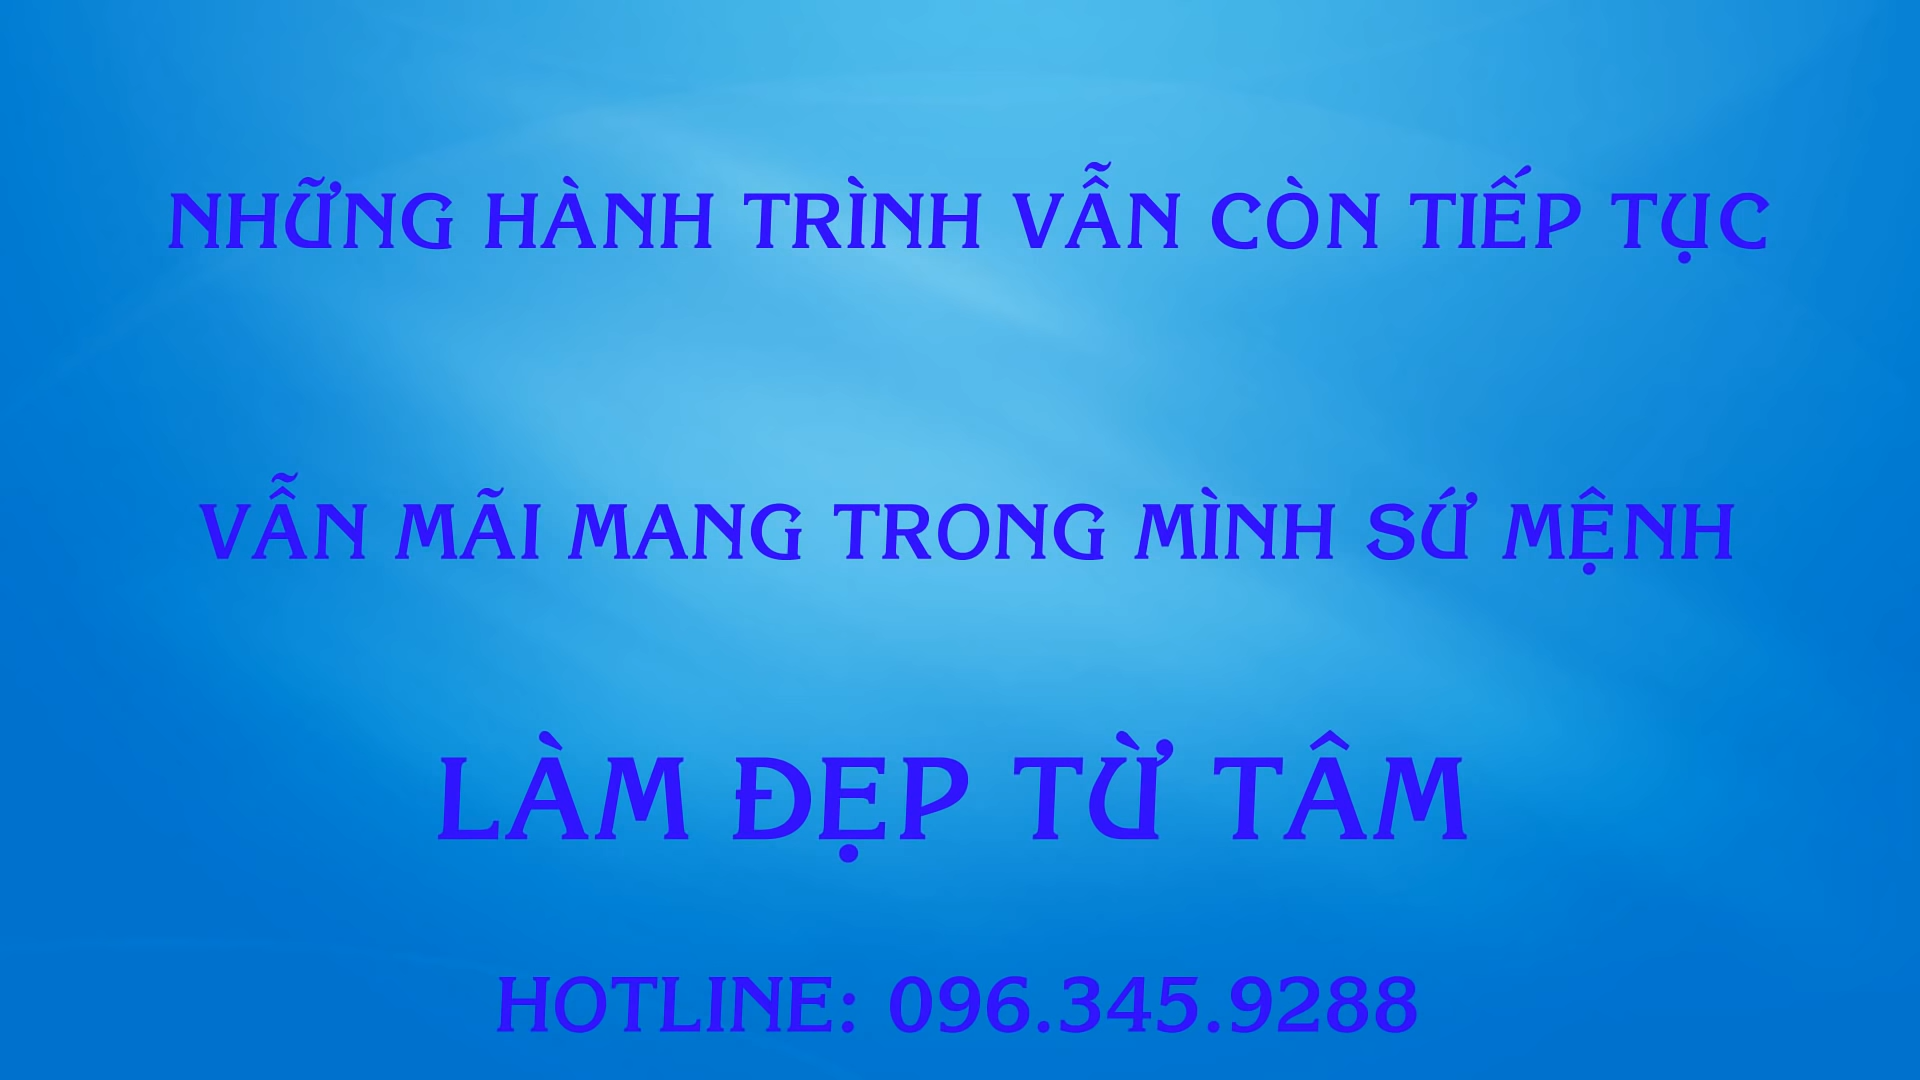 NHỮNG HÀNH TRÌNH VẪN CÒN TIẾP TỤC
VẪN MÃI MANG TRONG MÌNH SỨ MỆNH
LÀM ĐẸP TỪ TÂM
HOTLINE: 096.345.9288